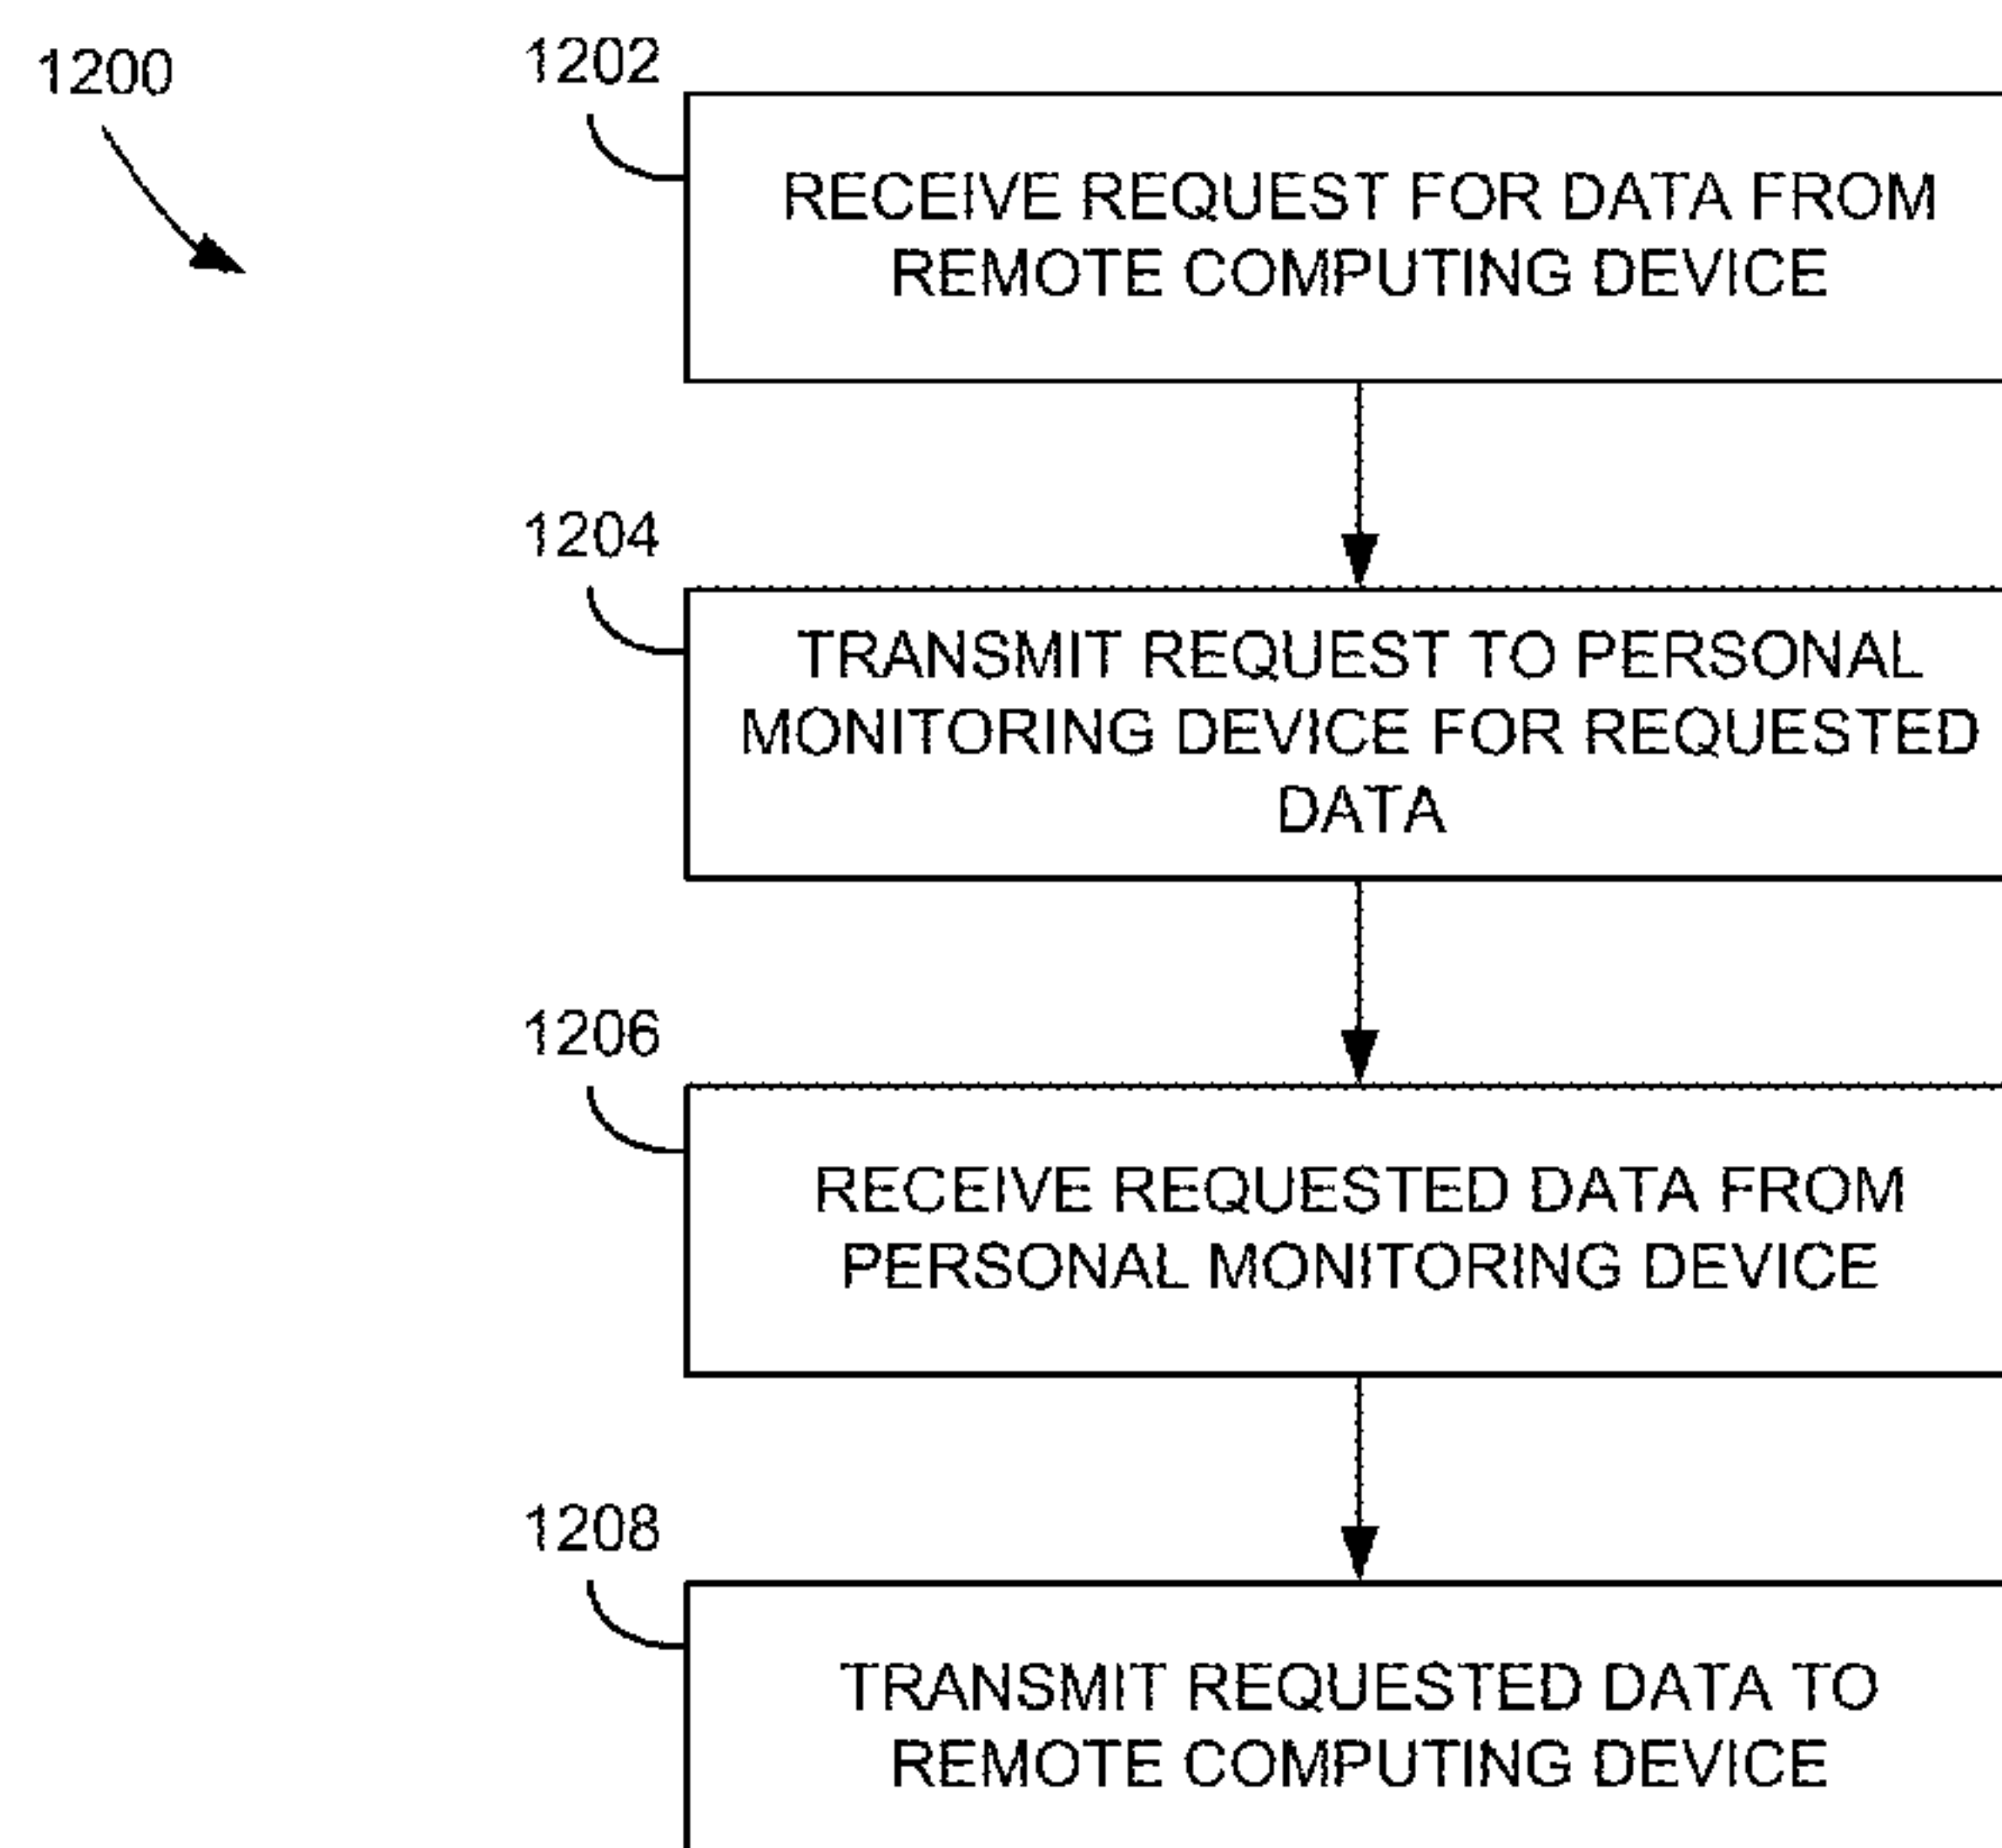 1200
1202
RECEIVE REQUEST FOR DATA FROM
REMOTE COMPUTING DEVICE
1204
TRANSMIT REQUEST TO PERSONAL
MONITORING DEVICE FOR REQUESTED
DATA
1206
RECEIVE REQUESTED DATA FROM
PERSONAL MONITORING DEVICE
1208
TRANSMIT REQUESTED DATA TO
REMOTE COMPUTING DEVICE